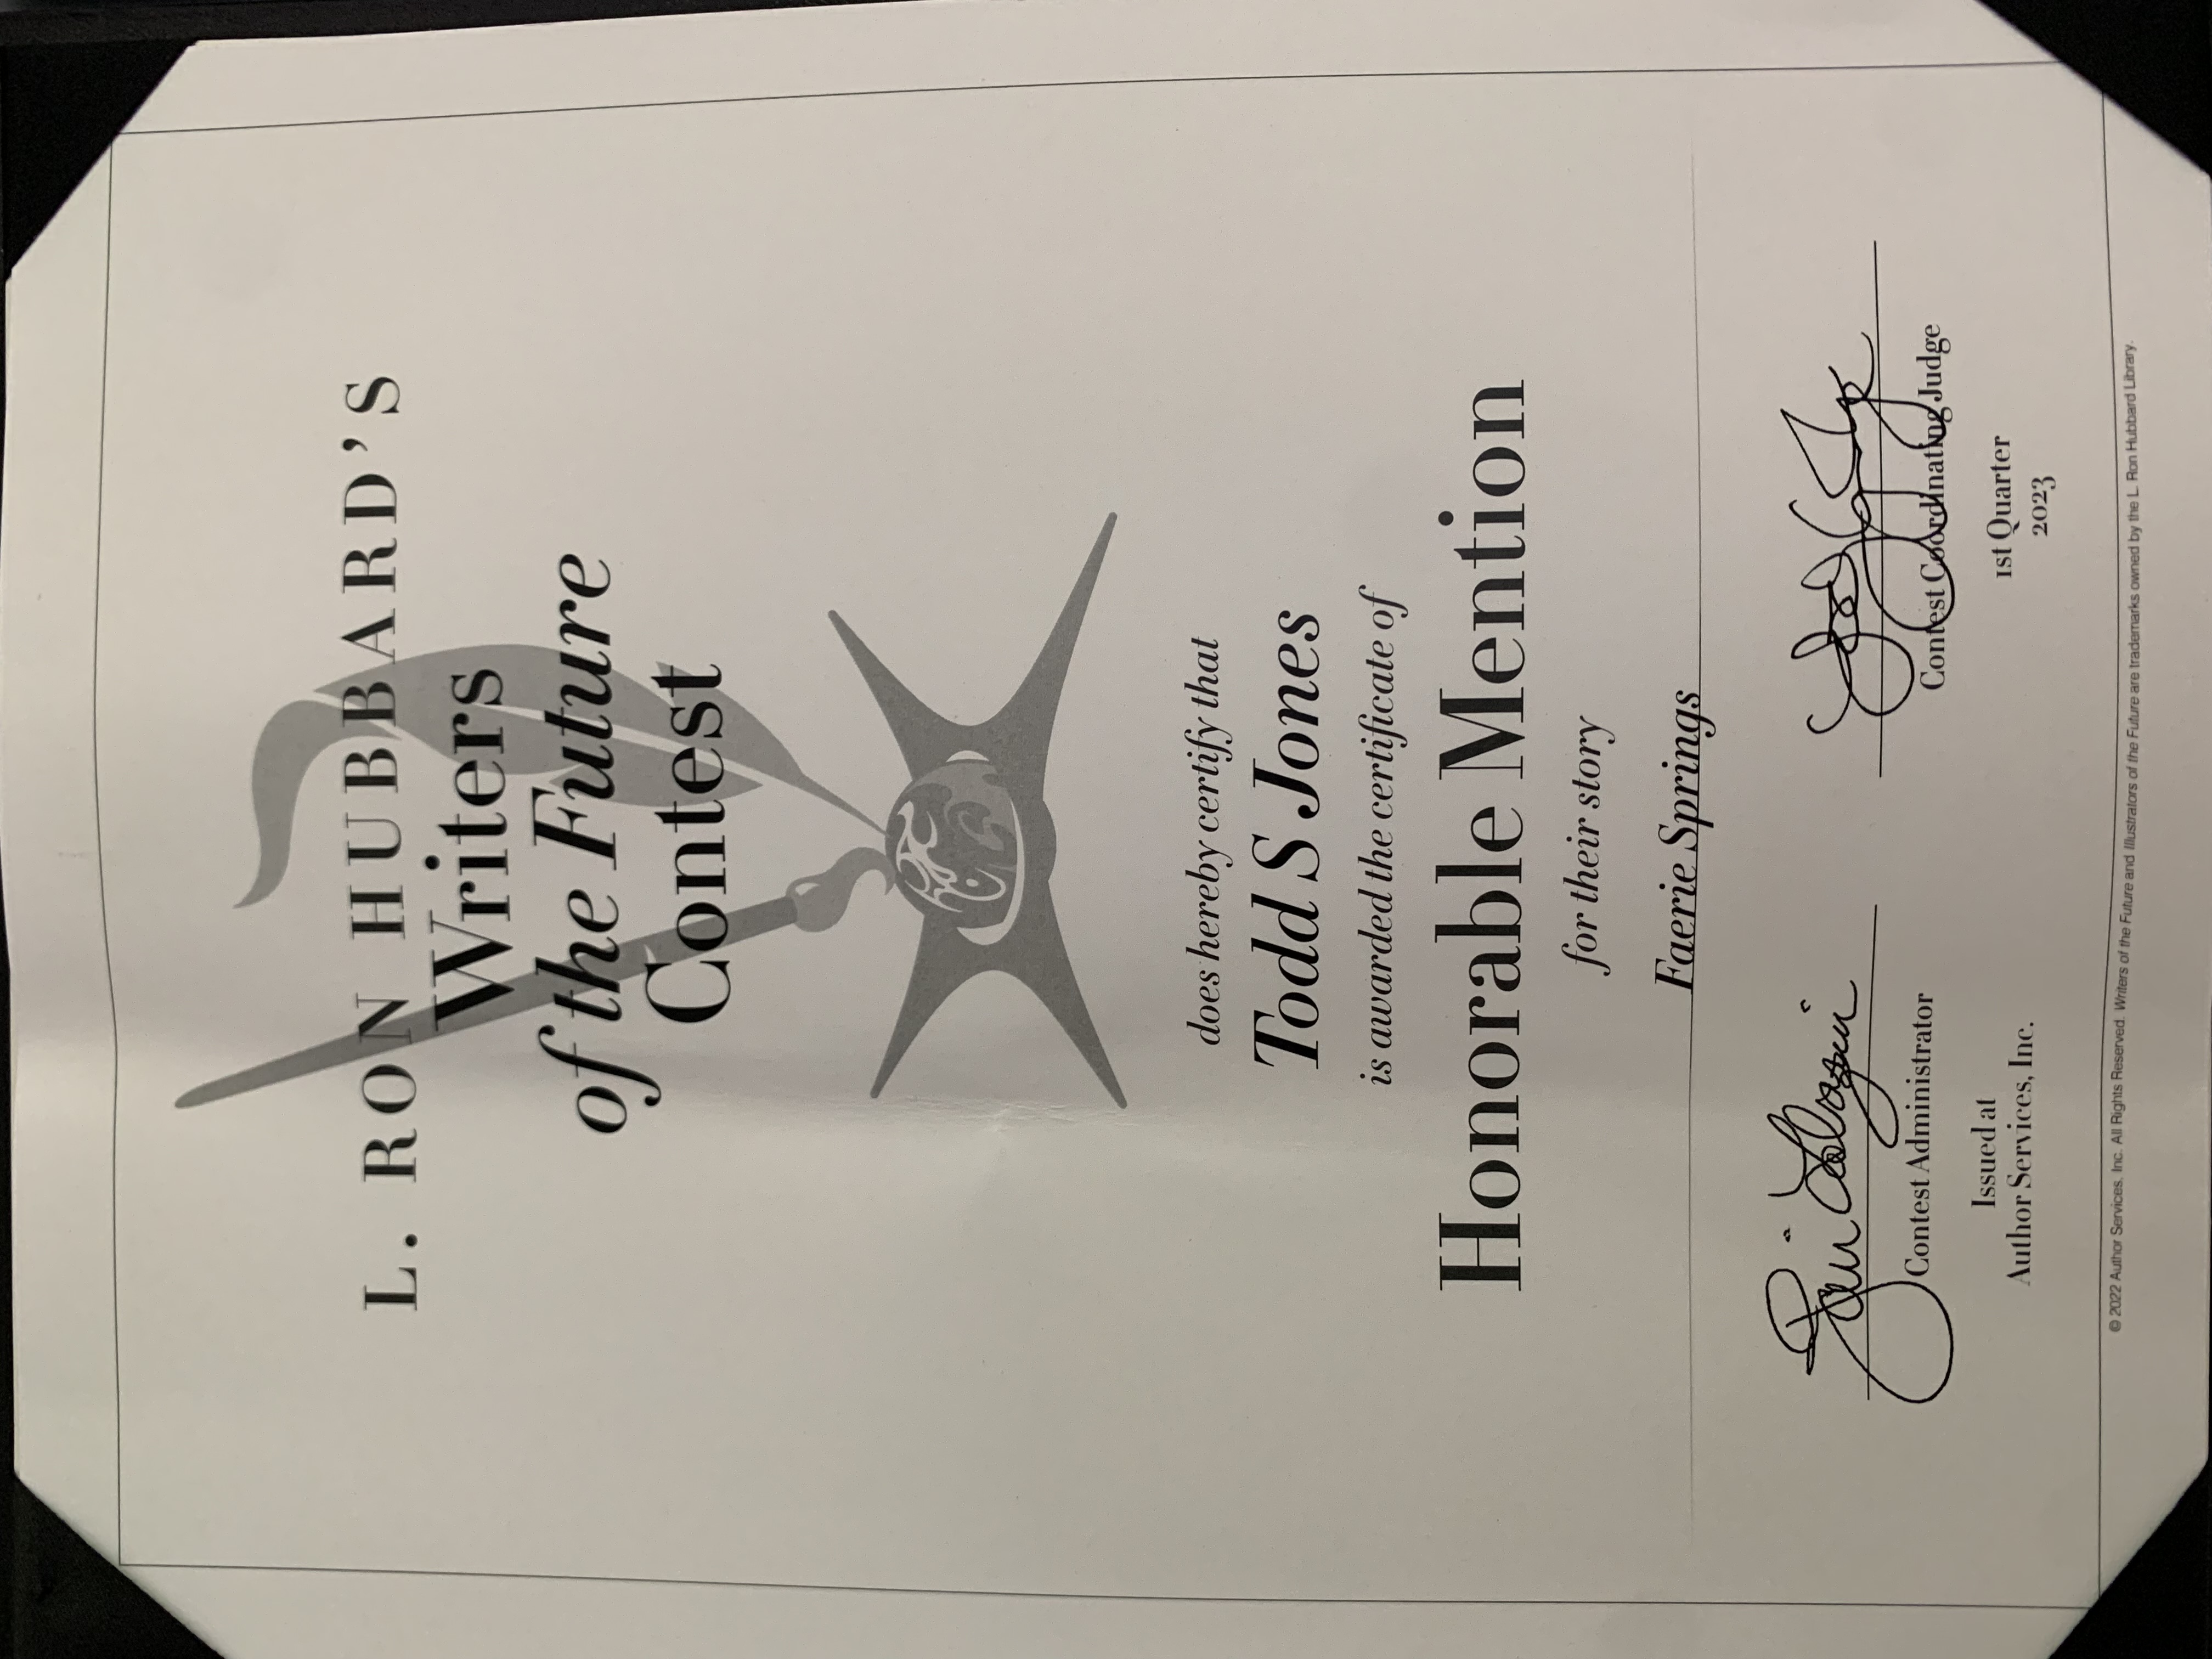 L. RON HUBBARD'S
Writers
of the Future
Contest
does hereby certify that
Todd S Jones
is awarded the certificate of
Honorable Mention
for their story
Faerie Springs
Contest Administrator
Contest Coordinating Judge
Issued at
Author Services, Inc.
1st Quarter
2023
© 2022 Author Services, Inc. All Rights Reserved. Writers of the Future and Illustrators of the Future are trademarks owned by the L. Ron Hubbard Library.